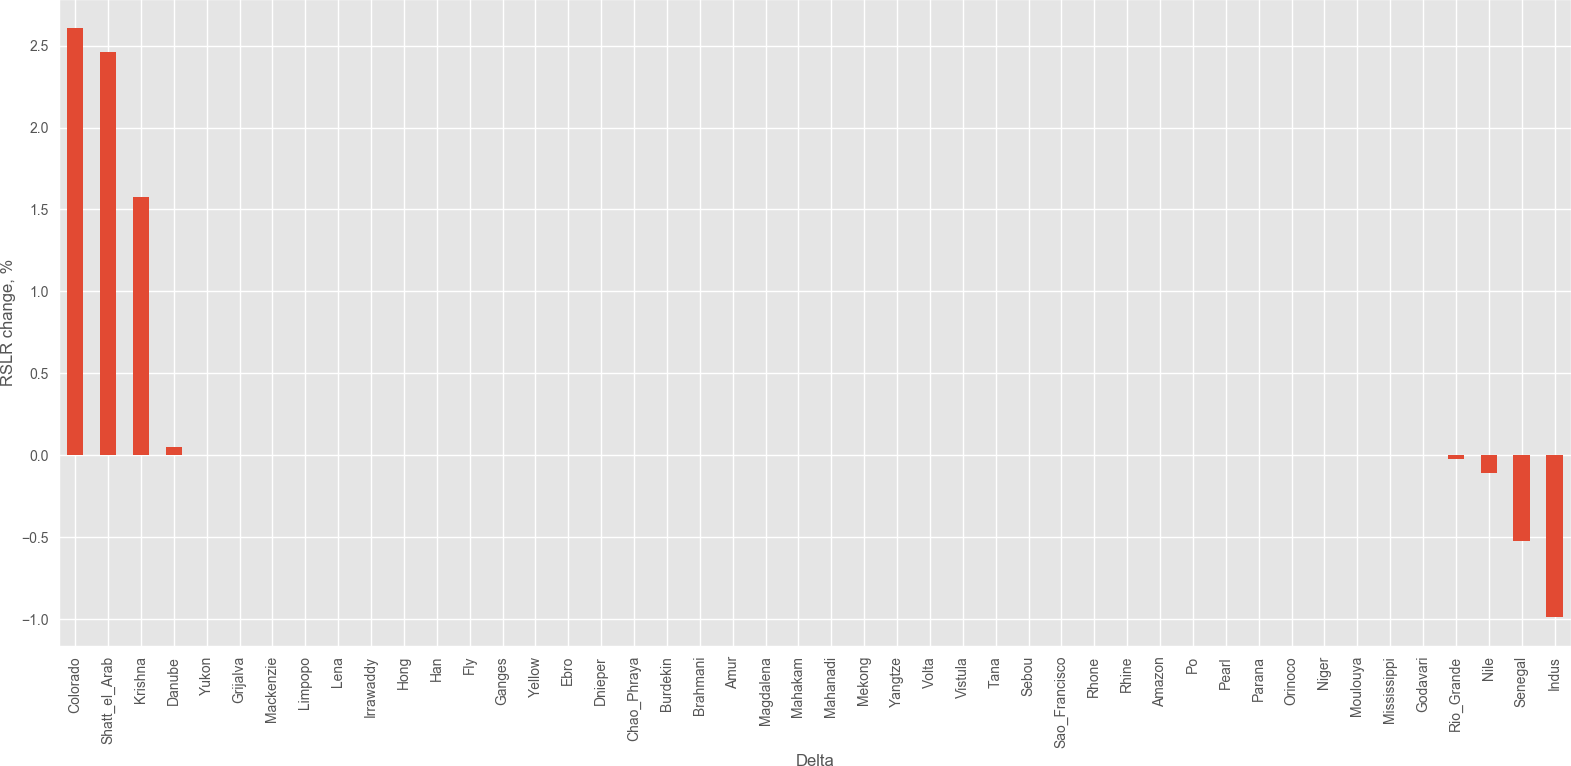 2.5
2.0
1.5
1.0
0.5
0.0
−0.5
−1.0
RSLR change, %
Colorado
Shatt_el_Arab
Krishna
Danube
Yukon
Grijalva
Mackenzie
Limpopo
Lena
Irrawaddy
Hong
Han
Fly
Ganges
Yellow
Ebro
Dnieper
Chao_Phraya
Burdekin
Brahmani
Amur
Magdalena
Mahakam
Mahanadi
Mekong
Yangtze
Volta
Vistula
Tana
Sebou
Sao_Francisco
Rhone
Rhine
Amazon
Po
Pearl
Parana
Orinoco
Niger
Moulouya
Mississippi
Godavari
Rio_Grande
Nile
Senegal
Indus
Delta